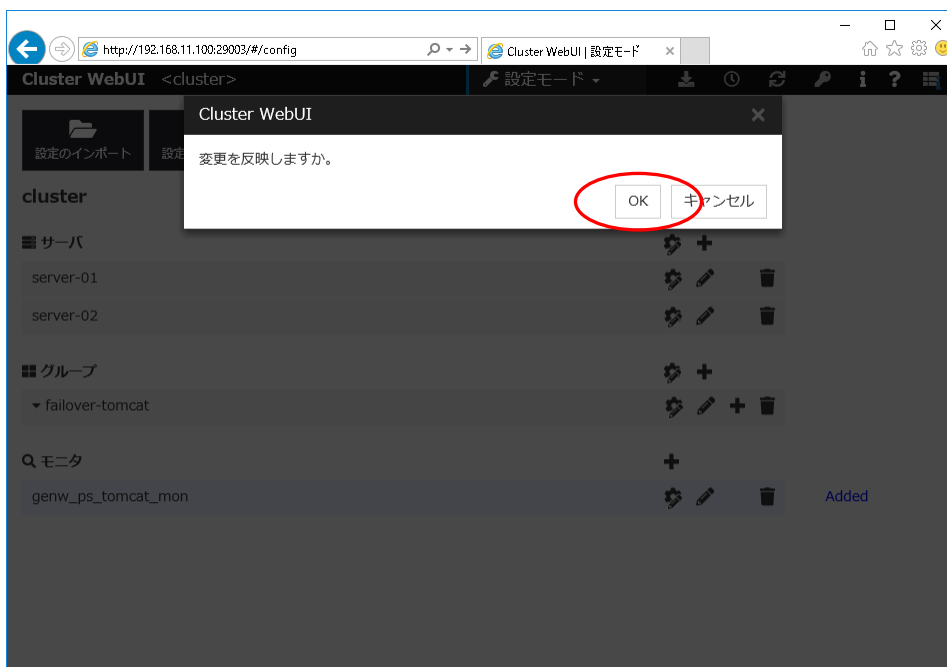 http://192.168.11.100:29003/#/config
Cluster WebUI | 設定モード
Cluster WebUI <cluster>
設定モード
Cluster WebUI
設定のインポート
設定
変更を反映しますか。
OK
キャンセル
cluster
サーバ
server-01
server-02
グループ
failover-tomcat
モニタ
genw_ps_tomcat_mon
Added